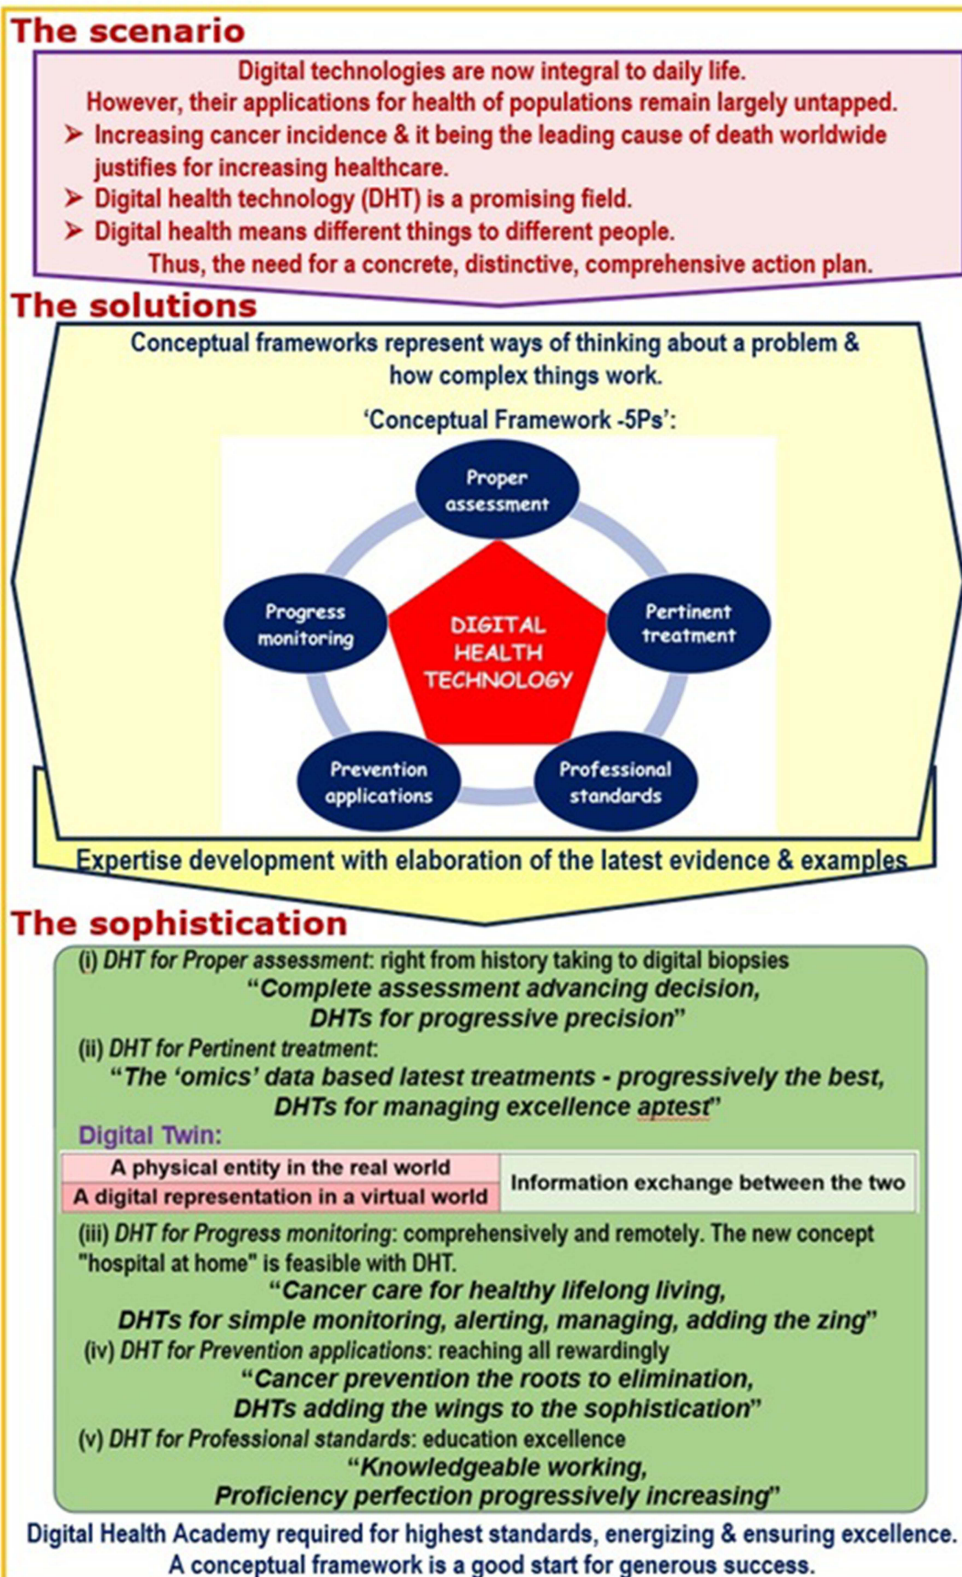 The scenario
Digital technologies are now integral to daily life.
However, their applications for health of populations remain largely untapped.
➤ Increasing cancer incidence & it being the leading cause of death worldwide
justifies for increasing healthcare.
➤ Digital health technology (DHT) is a promising field.
➤ Digital health means different things to different people.
Thus, the need for a concrete, distinctive, comprehensive action plan.
The solutions
Conceptual frameworks represent ways of thinking about a problem &
how complex things work.
‘Conceptual Framework -5Ps’:
Proper
assessment
Pertinent
treatment
Professional
standards
Prevention
applications
Progress
monitoring
DIGITAL
HEALTH
TECHNOLOGY
Expertise development with elaboration of the latest evidence & examples
The sophistication
(i) DHT for Proper assessment: right from history taking to digital biopsies
“Complete assessment advancing decision,
DHTs for progressive precision”
(ii) DHT for Pertinent treatment:
“The ‘omics’ data based latest treatments - progressively the best,
DHTs for managing excellence aptest”
Digital Twin:
A physical entity in the real world
A digital representation in a virtual world
Information exchange between the two
(iii) DHT for Progress monitoring: comprehensively and remotely. The new concept
"hospital at home" is feasible with DHT.
“Cancer care for healthy lifelong living,
DHTs for simple monitoring, alerting, managing, adding the zing”
(iv) DHT for Prevention applications: reaching all rewardingly
“Cancer prevention the roots to elimination,
DHTs adding the wings to the sophistication”
(v) DHT for Professional standards: education excellence
“Knowledgeable working,
Proficiency perfection progressively increasing”
Digital Health Academy required for highest standards, energizing & ensuring excellence.
A conceptual framework is a good start for generous success.